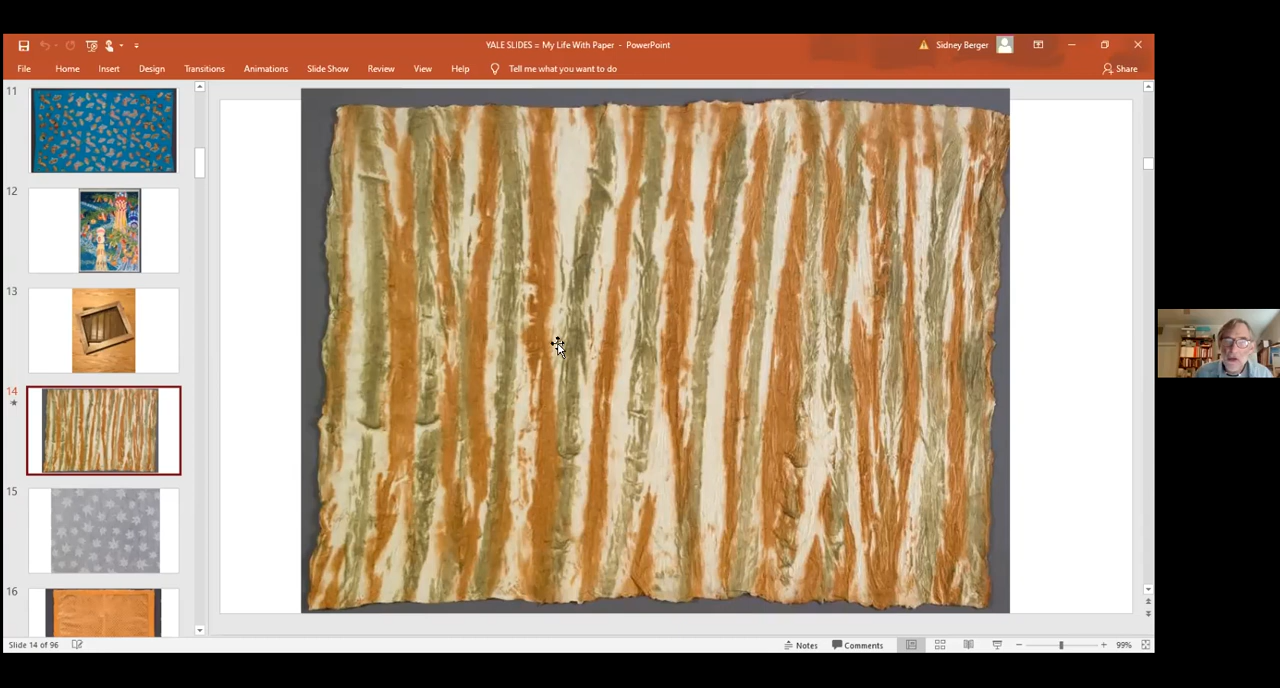 YALE SLIDES = My Life With Paper - PowerPoint
Sidney Berger
File Home Insert Design Transitions Animations Slide Show Review View Help Tell me what you want to do
Share
11
12
13
14
15
16
Slide 14 of 96
Notes
Comments
99%